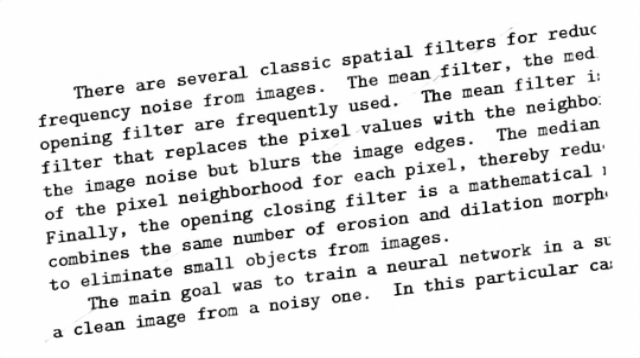 There are several classic spatial filters for reduc
frequency noise from images. The mean filter, the med
opening filter are frequently used. The mean filter i
filter that replaces the pixel values with the neighbo
the image noise but blurs the image edges. The median
of the pixel neighborhood for each pixel, thereby redu
Finally, the opening closing filter is a mathematical
combines the same number of erosion and dilation morph
to eliminate small objects from images.
The main goal was to train a neural network in a su
a clean image from a noisy one. In this particular ca